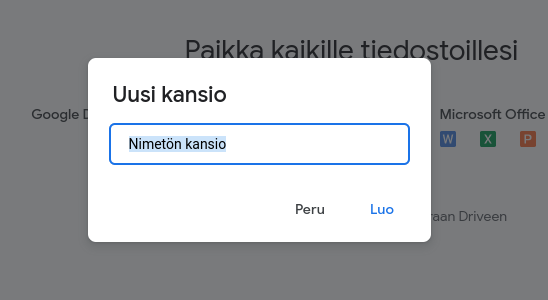 Paikka kaikille tiedostoillesi
Uusi kansio
Google D
Microsoft Office
Nimetön kansio
W X P
Peru
Luo
raan Driveen